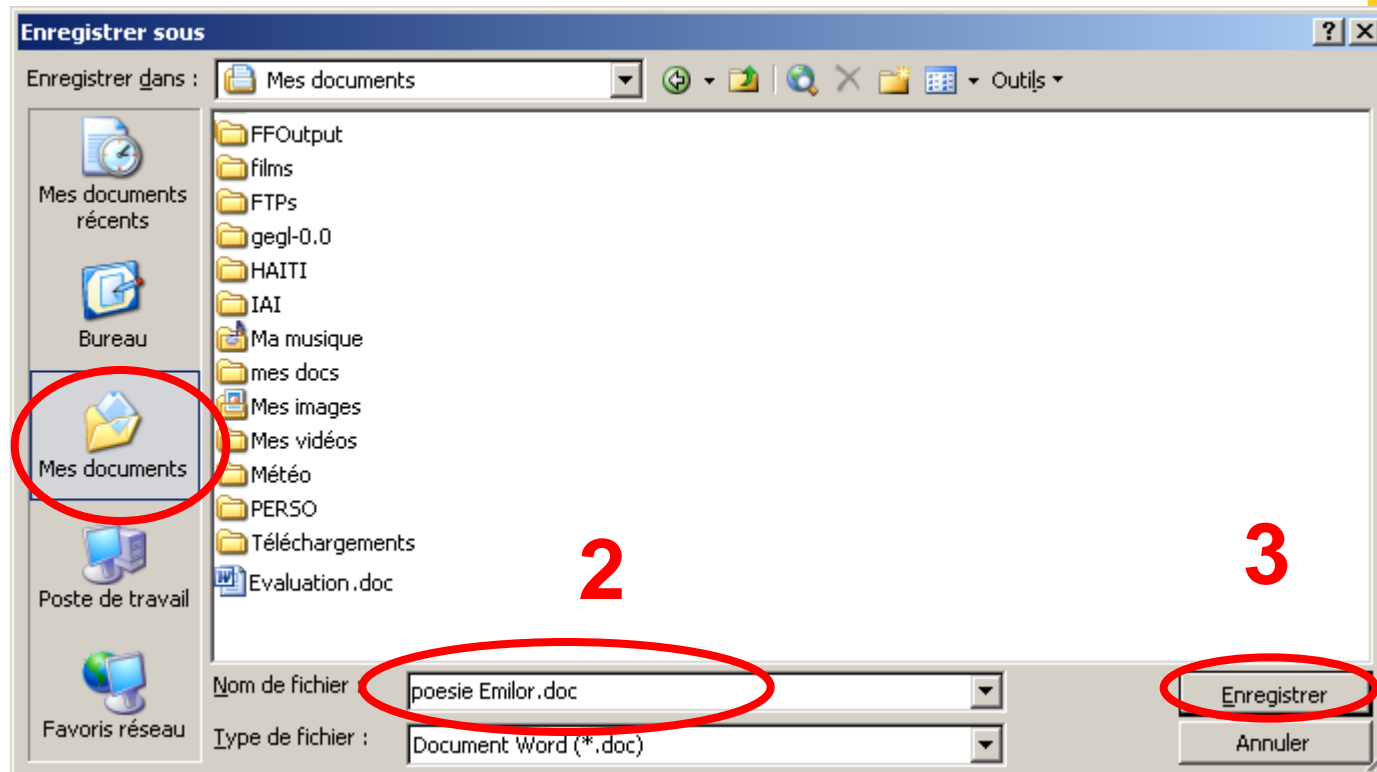 Enregistrer sous
Enregistrer dans :
Mes documents
Outils
Mes documents
récents
Bureau
Mes documents
Poste de travail
Favoris réseau
FFOutput
films
FTPs
gegl-0.0
HAITI
IAI
Ma musique
mes docs
Mes images
Mes vidéos
Météo
PERSO
Téléchargements
Evaluation.doc
2
3
Nom de fichier :
poesie Emilor.doc
Enregistrer
Type de fichier :
Document Word (*.doc)
Annuler